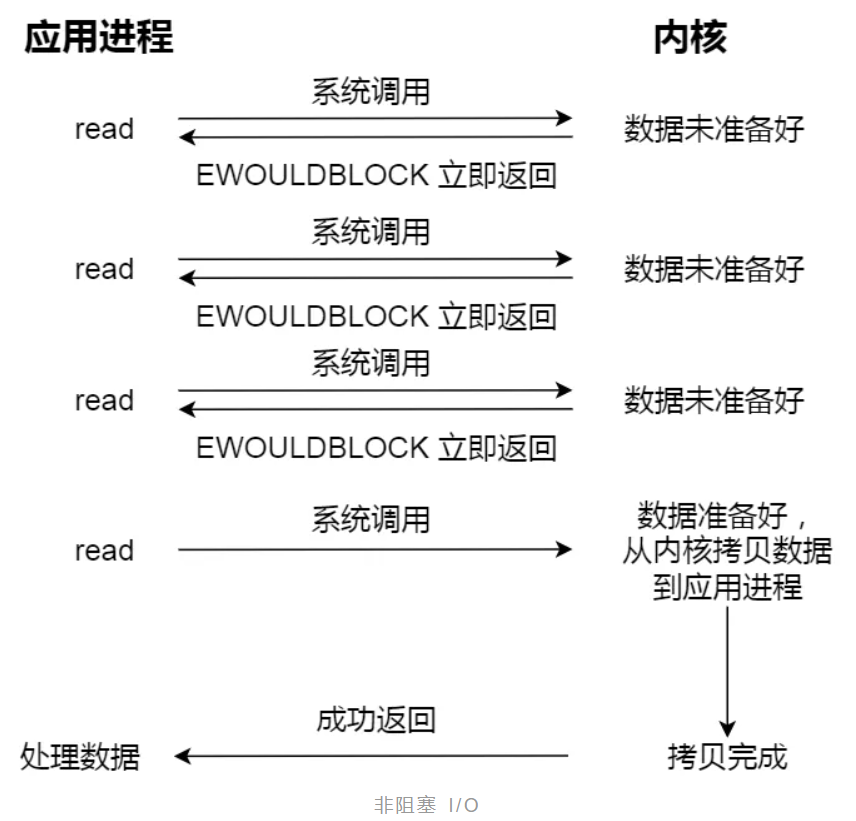 应用进程 内核
系统调用
read 数据未准备好
EWOULDBLOCK 立即返回
系统调用
read 数据未准备好
EWOULDBLOCK 立即返回
系统调用
read 数据未准备好
EWOULDBLOCK 立即返回
系统调用
read
数据准备好，
从内核拷贝数据
到应用进程
成功返回
处理数据 拷贝完成
非阻塞 I/O